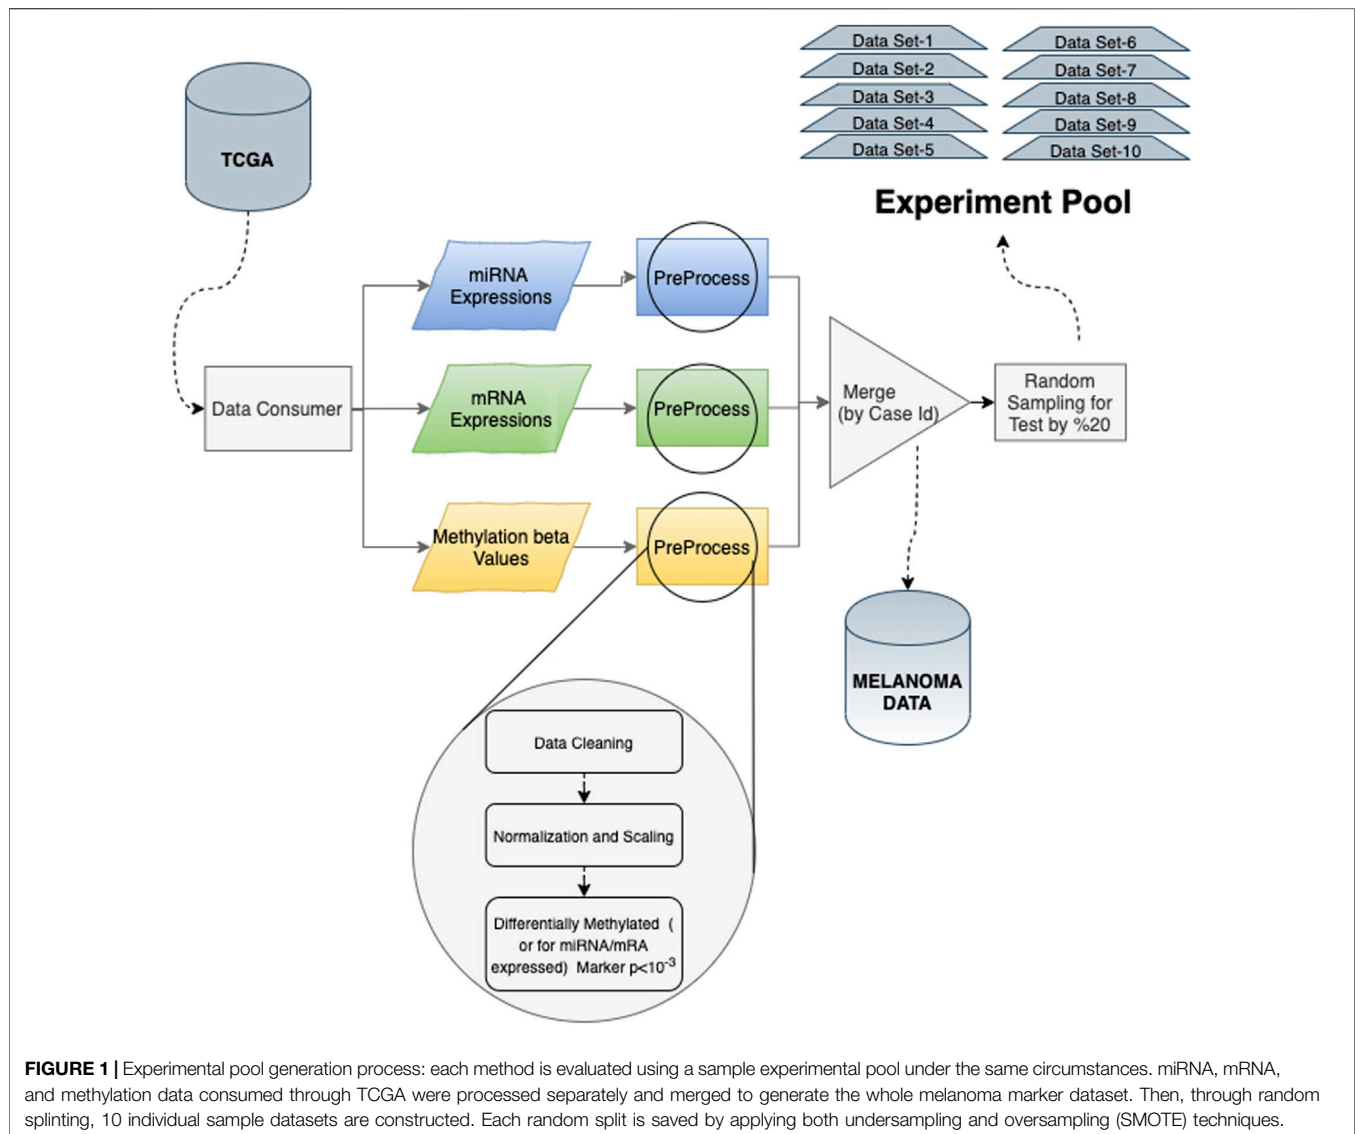 TCGA
Data Set-1
Data Set-2
Data Set-3
Data Set-4
Data Set-5
Data Set-6
Data Set-7
Data Set-8
Data Set-9
Data Set-10
Experiment Pool
Data Consumer
miRNA
Expressions
PreProcess
mRNA
Expressions
PreProcess
Methylation beta
Values
PreProcess
Merge
(by Case Id)
Random
Sampling for
Test by %20
MELANOMA
DATA
Data Cleaning
Normalization and Scaling
Differentially Methylated (
or for miRNA/mRA
expressed) Marker p<10⁻³
FIGURE 1 | Experimental pool generation process: each method is evaluated using a sample experimental pool under the same circumstances. miRNA, mRNA,
and methylation data consumed through TCGA were processed separately and merged to generate the whole melanoma marker dataset. Then, through random
splinting, 10 individual sample datasets are constructed. Each random split is saved by applying both undersampling and oversampling (SMOTE) techniques.